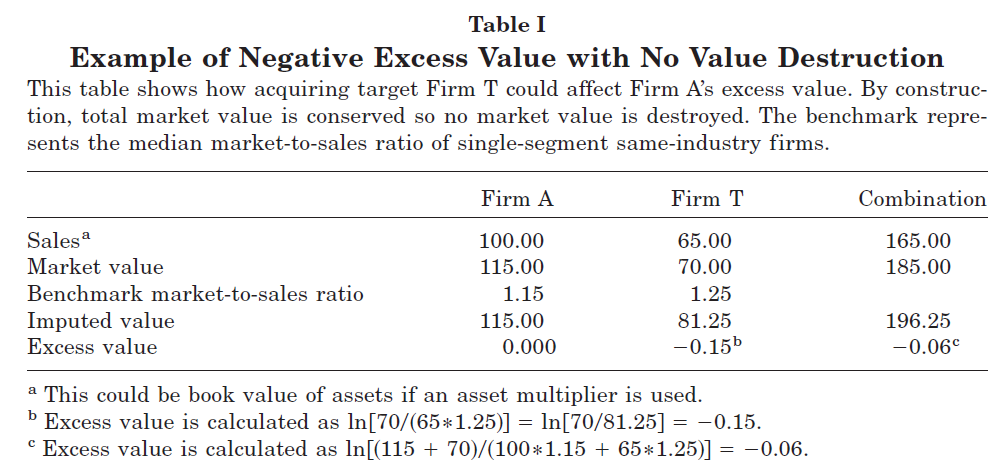 Table I
Example of Negative Excess Value with No Value Destruction
This table shows how acquiring target Firm T could affect Firm A's excess value. By construc-
tion, total market value is conserved so no market value is destroyed. The benchmark repre-
sents the median market-to-sales ratio of single-segment same-industry firms.
Firm A Firm T Combination
Salesᵃ 100.00 65.00 165.00
Market value 115.00 70.00 185.00
Benchmark market-to-sales ratio 1.15 1.25
Imputed value 115.00 81.25 196.25
Excess value 0.000 −0.15ᵇ −0.06ᶜ
ᵃ This could be book value of assets if an asset multiplier is used.
ᵇ Excess value is calculated as ln[70/(65*1.25)] = ln[70/81.25] = −0.15.
ᶜ Excess value is calculated as ln[(115 + 70)/(100*1.15 + 65*1.25)] = −0.06.